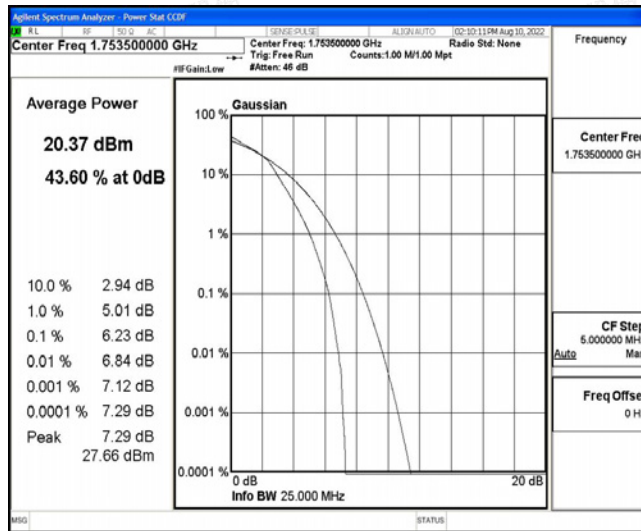 Agilent Spectrum Analyzer - Power Stat CCDF
RL RF 50 Ω AC SENSE:PULSE ALIGN AUTO 02:10:11 PM Aug 10, 2022
Center Freq 1.753500000 GHz
Center Freq: 1.753500000 GHz Radio Std: None
Trig: Free Run Counts:1.00 M/1.00 Mpt
#IFGain:Low #Atten: 46 dB
Frequency
Average Power
20.37 dBm
43.60 % at 0dB
10.0 % 2.94 dB
1.0 % 5.01 dB
0.1 % 6.23 dB
0.01 % 6.84 dB
0.001 % 7.12 dB
0.0001 % 7.29 dB
Peak 7.29 dB
27.66 dBm
Gaussian
100 %
10 %
1 %
0.1 %
0.01 %
0.001 %
0.0001 %
0 dB 20 dB
Info BW 25.000 MHz
Center Freq
1.753500000 GH
CF Step
5.000000 MH
Auto Ma
Freq Offse
0 H
MSG STATUS